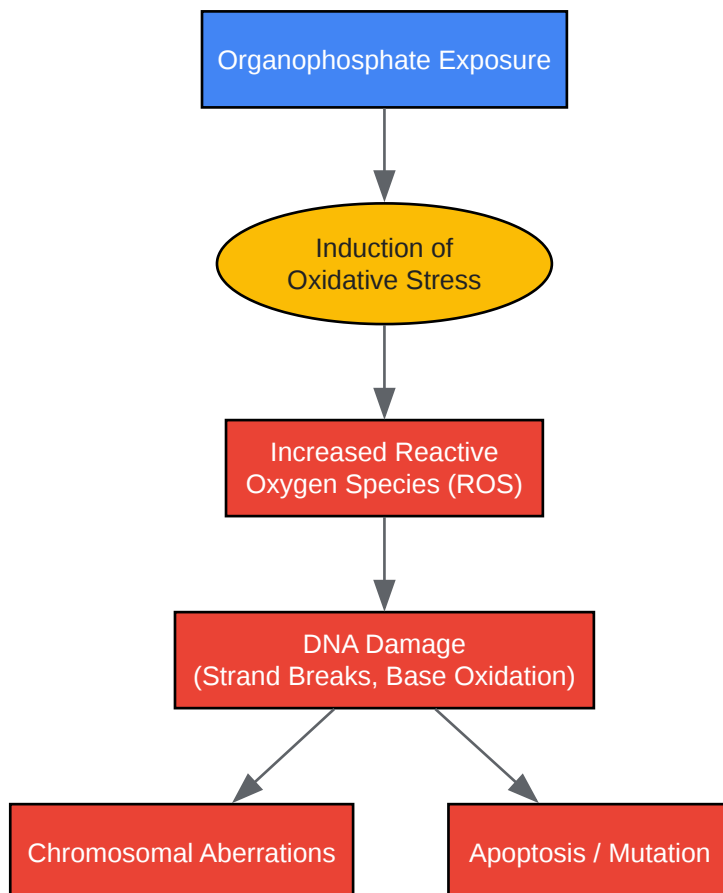 Organophosphate Exposure
Induction of
Oxidative Stress
Increased Reactive
Oxygen Species (ROS)
DNA Damage
(Strand Breaks, Base Oxidation)
Chromosomal Aberrations
Apoptosis / Mutation